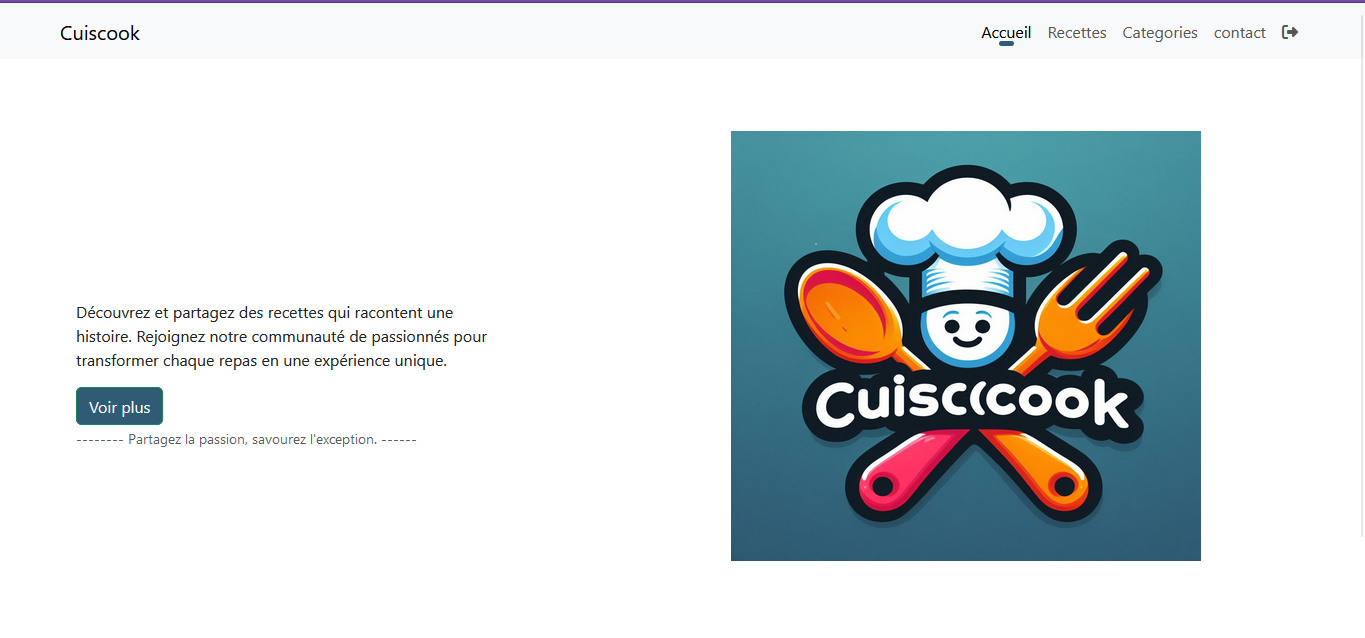 Cuiscook
Accueil Recettes Categories contact
Découvrez et partagez des recettes qui racontent une
histoire. Rejoignez notre communauté de passionnés pour
transformer chaque repas en une expérience unique.
Voir plus
-------- Partagez la passion, savourez l'exception. ------
Cuisccook